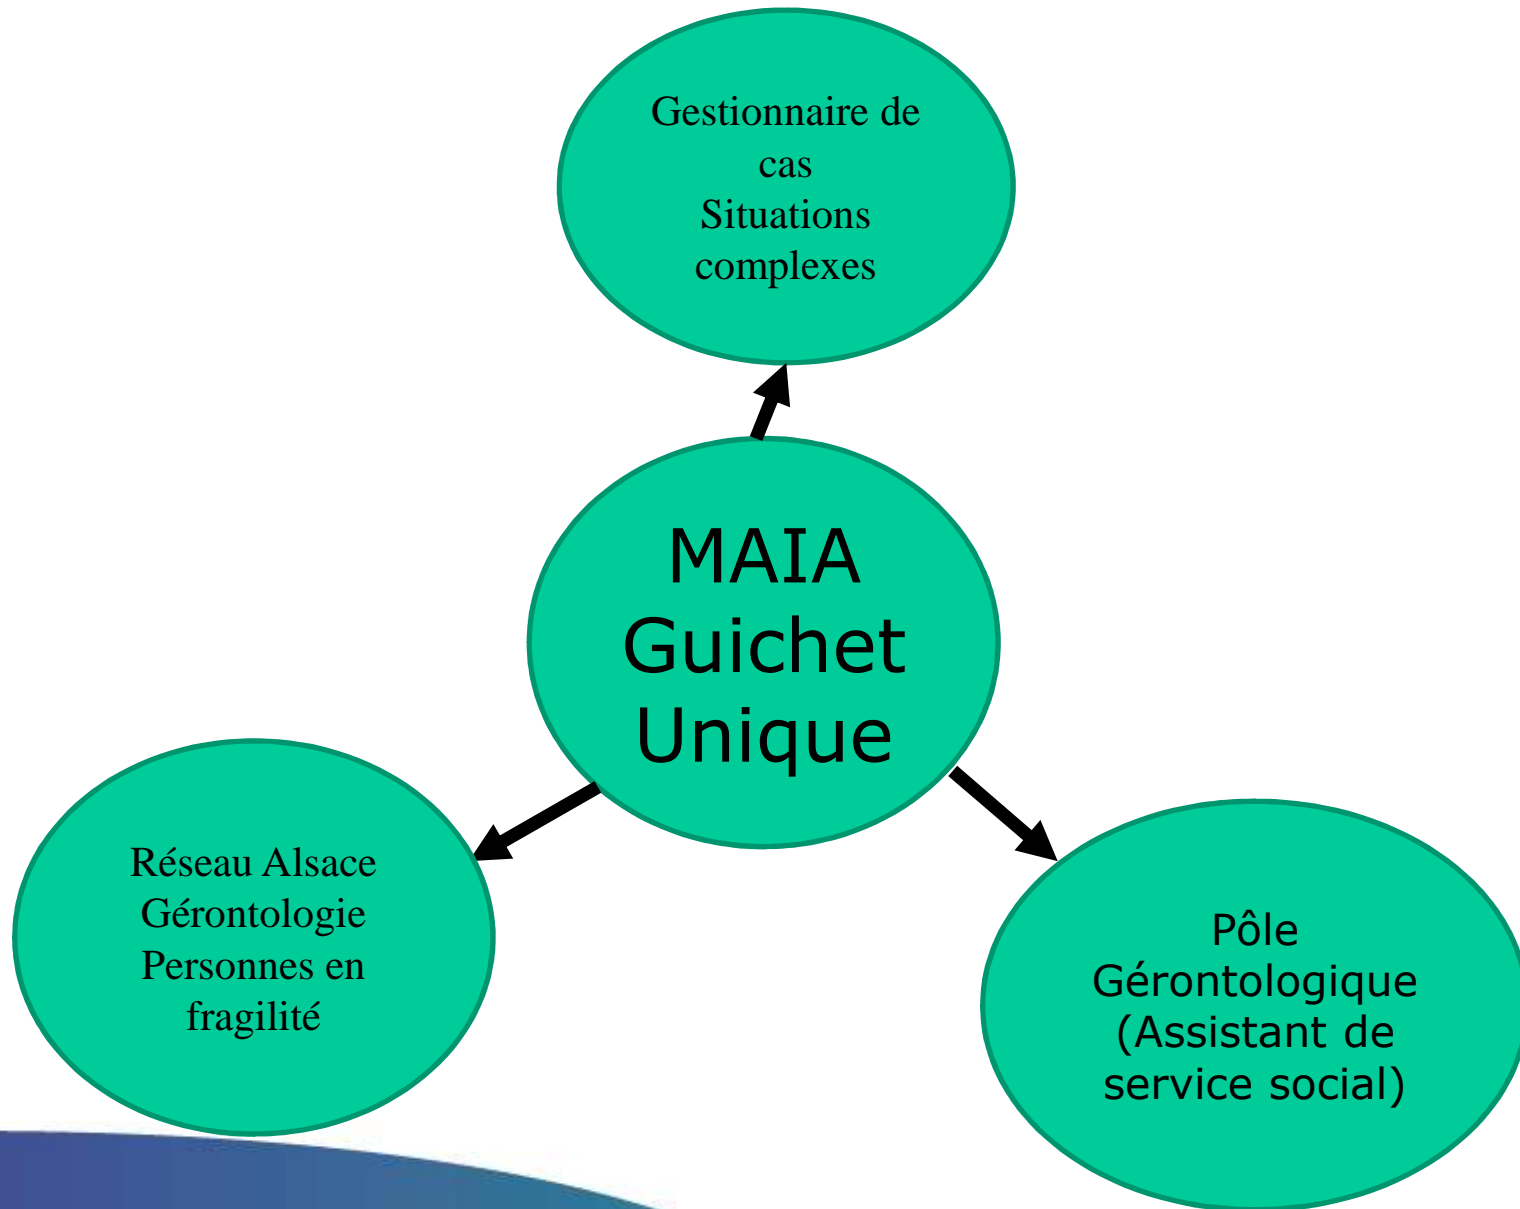 Gestionnaire de
cas
Situations
complexes
MAIA
Guichet
Unique
Réseau Alsace
Gérontologie
Personnes en
fragilité
Pôle
Gérontologique
(Assistant de
service social)